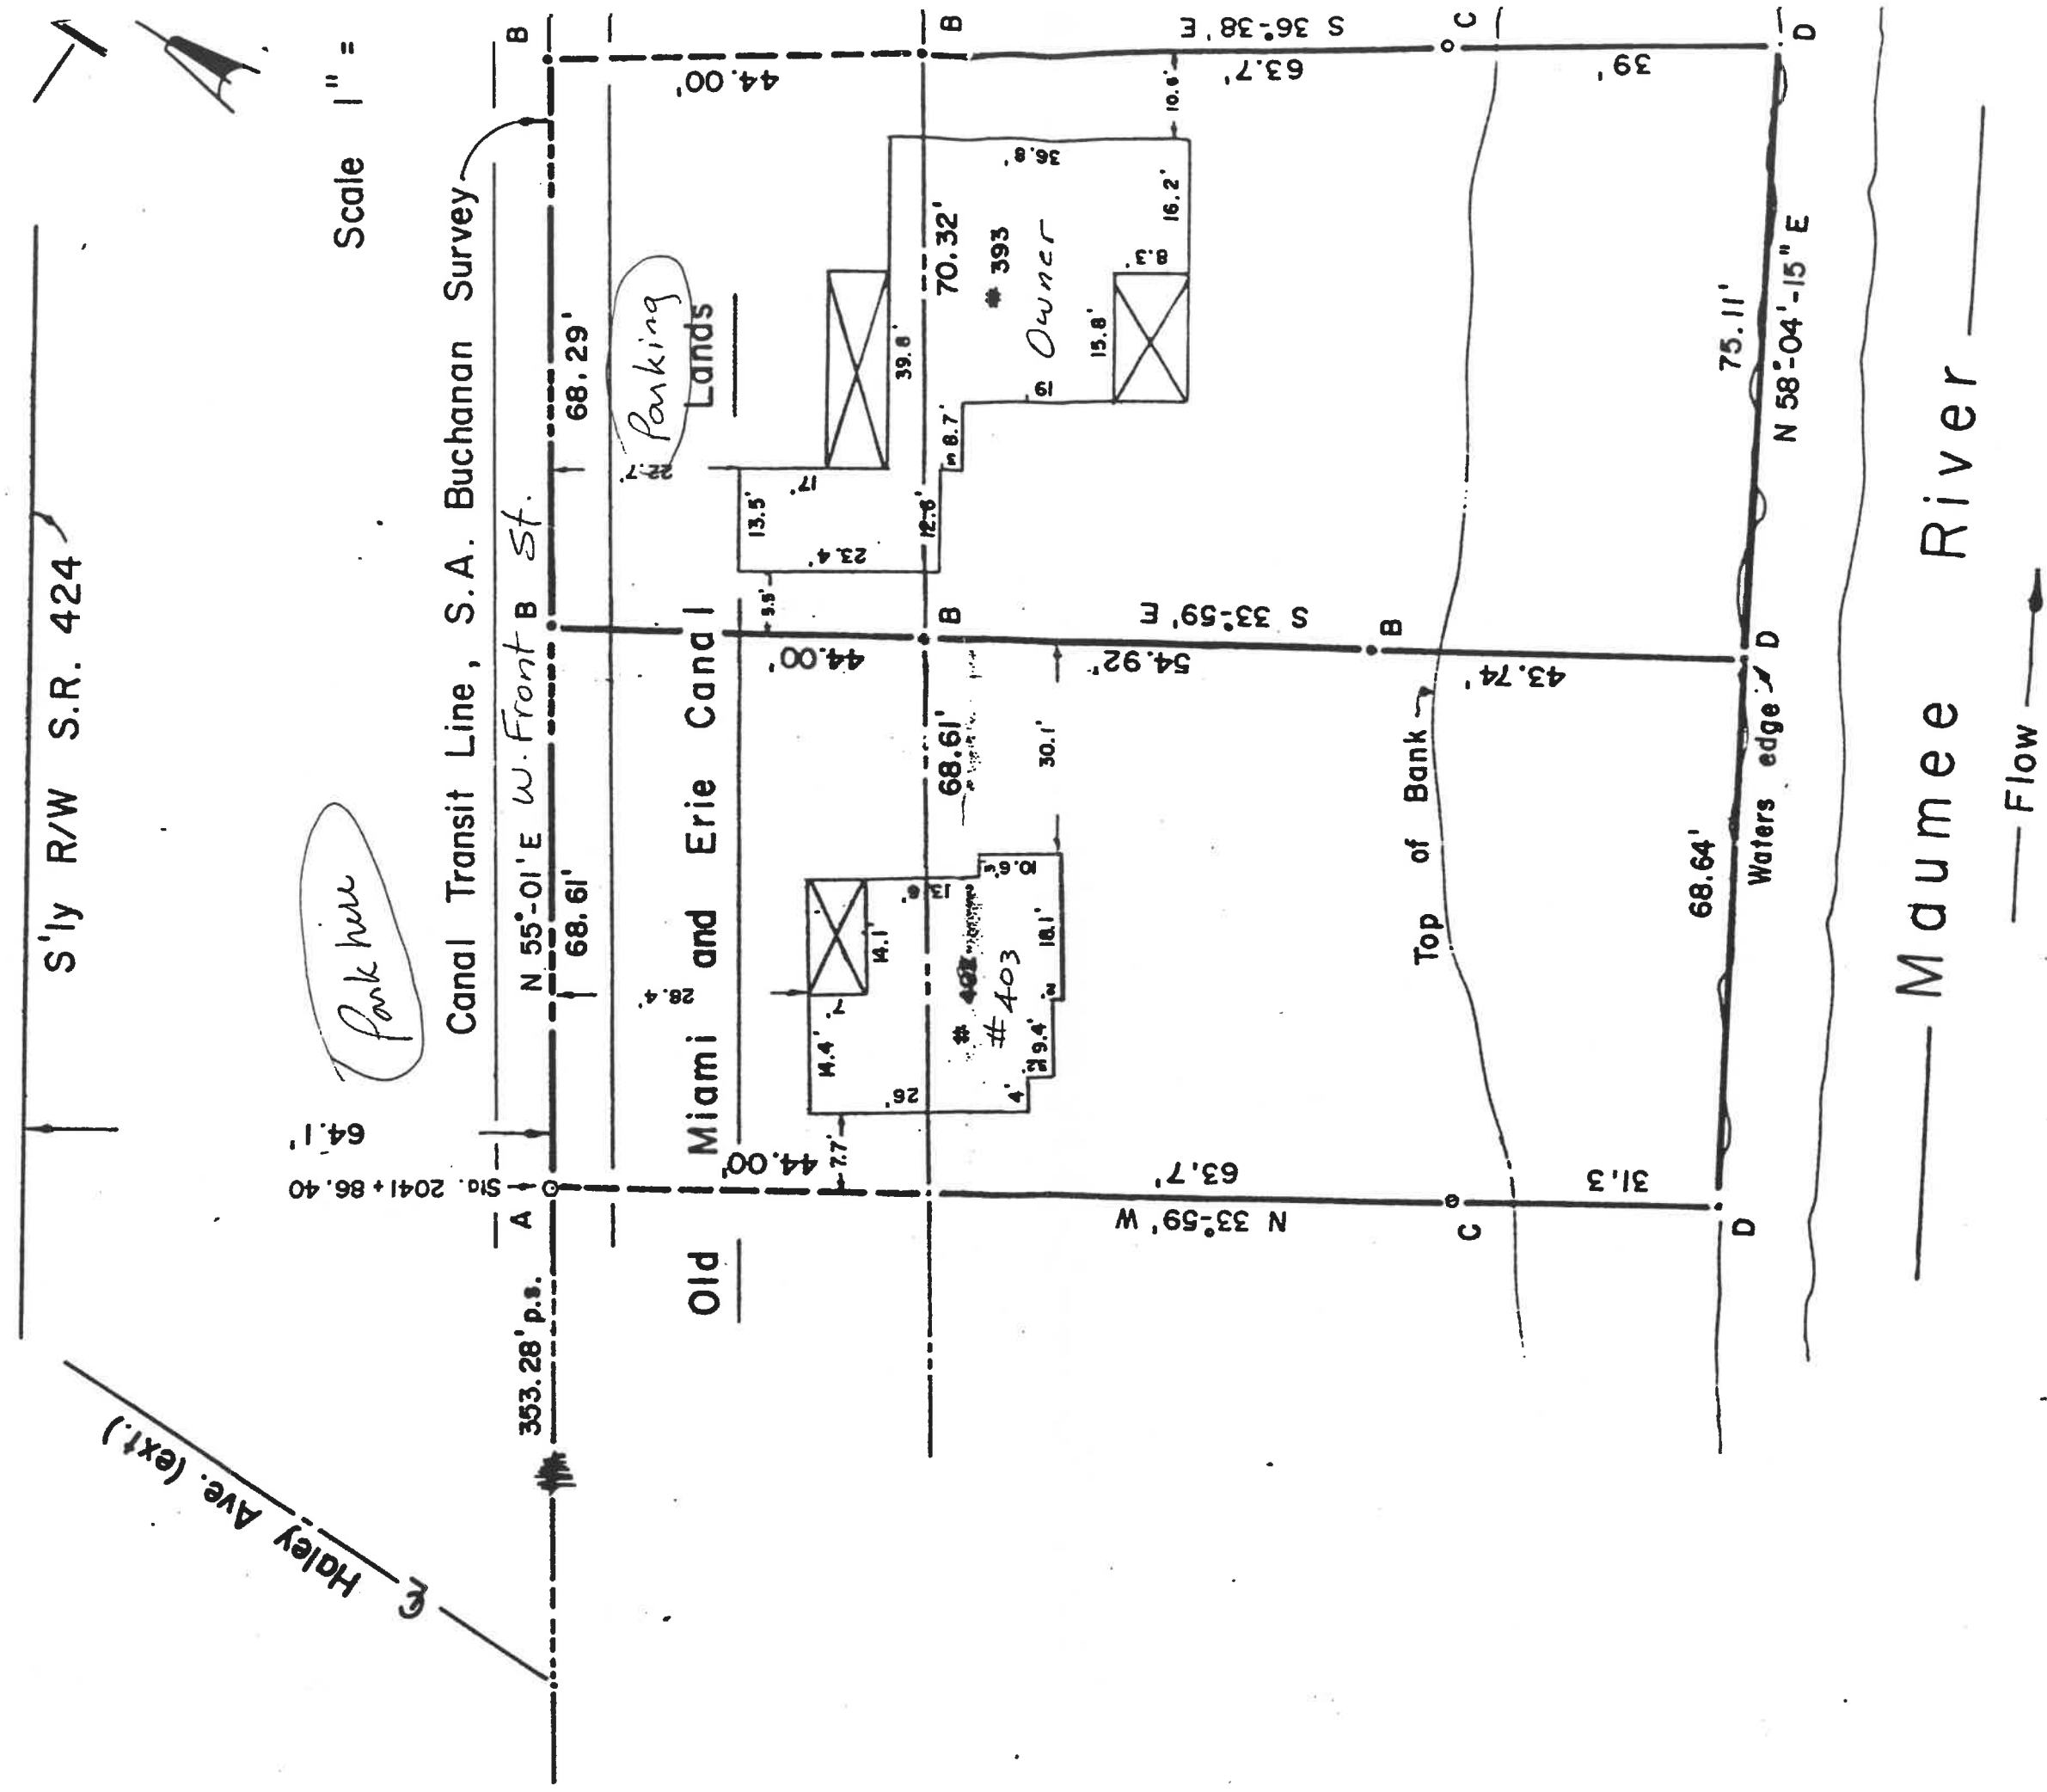 S'ly R/W S.R. 424
Scale 1" =
Haley Ave. (ext.)
℄
64.1'
Park here
Canal Transit Line, S.A. Buchanan Survey
Sta. 2041+86.40
A
353.28' p.s.
N 55°-01' E
W. Front St.
B
B
68.61'
68.29'
Parking
Old Miami and Erie Canal Lands
44.00'
44.00'
44.00'
28.4'
22.7'
7.7'
14.4'
7'
14.1'
26'
13.6'
10.6'
# 403
4'
9.4'
2'
18.1'
30.1'
68.61'
5.5'
13.5'
17'
23.4'
12.8'
8.7'
39.8'
70.32'
# 393
Owner
36.8'
19'
15.8'
8.3'
16.2'
10.6'
B
B
N 33°-59' W
63.7'
S 33°-59' E
54.92'
S 36°-38' E
63.7'
C
B
C
Top of Bank
31.3
43.74'
39'
D
D
D
68.64'
Waters edge
75.11'
N 58°-04'-15" E
Maumee River
Flow